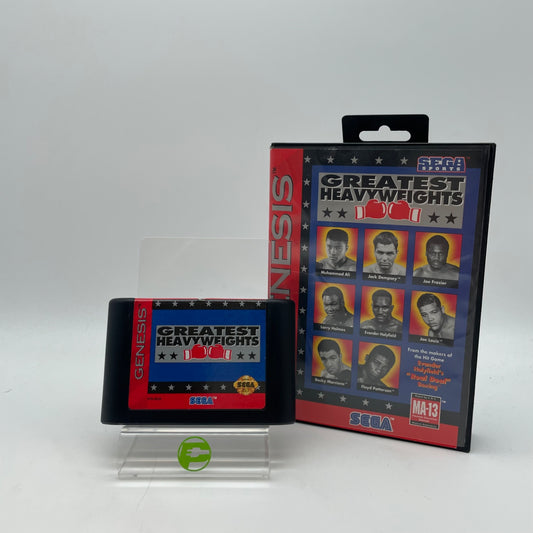 GENESIS
GREATEST
HEAVYWEIGHTS
SEGA
SEGA
GENESIS
SEGA
SPORTS
GREATEST
HEAVYWEIGHTS
Muhammad Ali
Jack Dempsey
Joe Frazier
Larry Holmes
Evander Holyfield
Joe Louis
Rocky Marciano
Floyd Patterson
From the makers of
the Hit Game
Evander
Holyfield's
"Real Deal"
Boxing
MA-13
SEGA